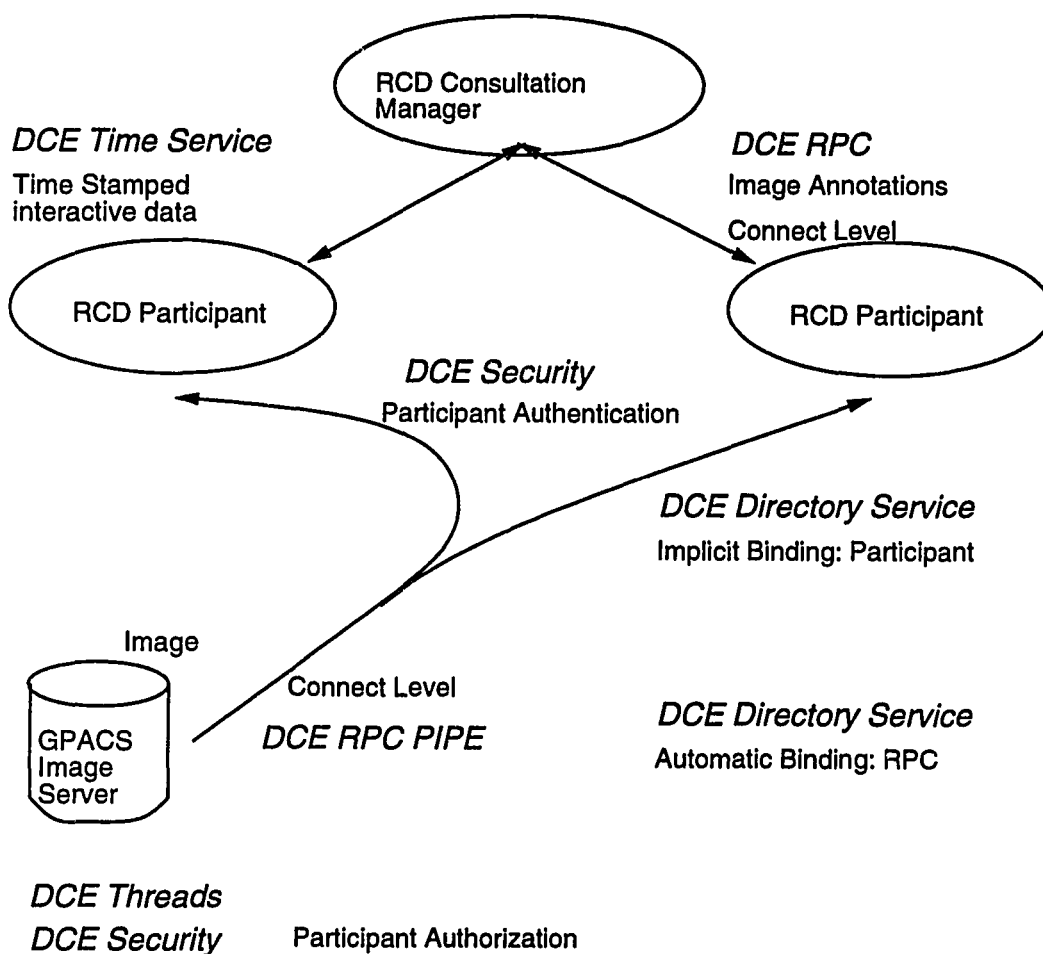 RCD Consultation
Manager
DCE Time Service
Time Stamped
interactive data
DCE RPC
Image Annotations
Connect Level
RCD Participant
RCD Participant
DCE Security
Participant Authentication
DCE Directory Service
Implicit Binding: Participant
Image
GPACS
Image
Server
Connect Level
DCE RPC PIPE
DCE Directory Service
Automatic Binding: RPC
DCE Threads
DCE Security Participant Authorization